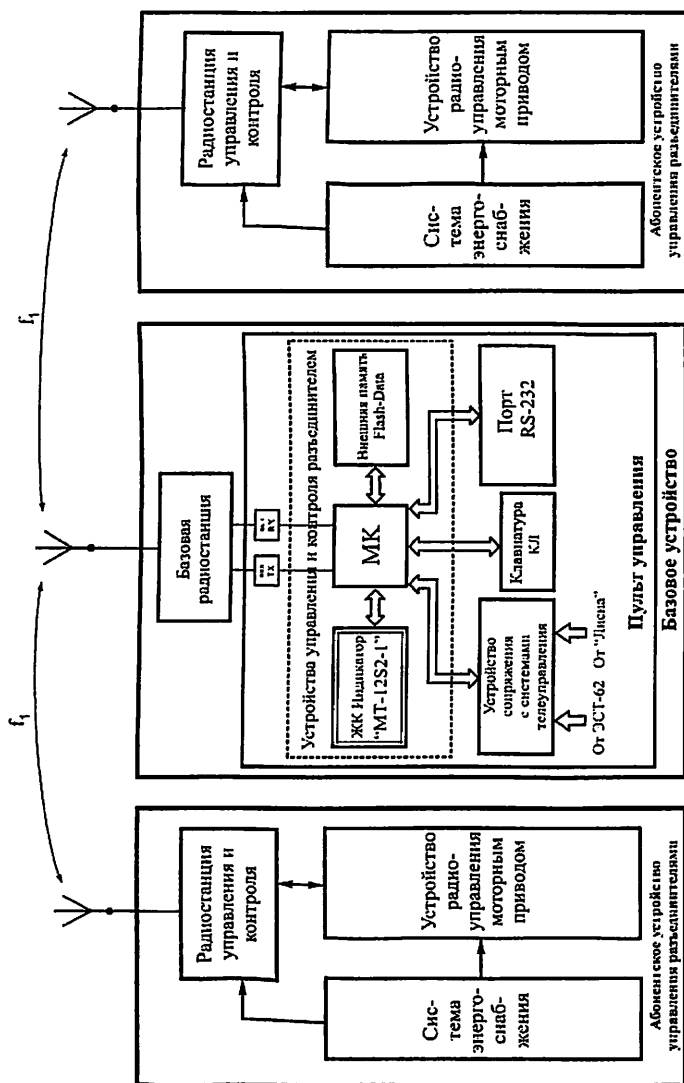 f₁
f₁
Радиостанция
управления и
контроля
Сис-
тема
энерго-
снаб-
жения
Устройство
радио-
управления
моторным
приводом
Абонентское устройство
управления разъединителями
Базовая
радиостанция
TX
RX
Устройства управления и контроля разъединителем
ЖК Индикатор
“МТ-12S2-1”
МК
Внешняя память
Flash-Data
Устройство
сопряжения
с системами
телеуправления
Клавиатура
КЛ
Порт
RS-232
От ЭСТ-62
От “Лисна”
Пульт управления
Базовое устройство
Радиостанция
управления и
контроля
Сис-
тема
энерго-
снаб-
жения
Устройство
радио-
управления
моторным
приводом
Абонентское устройство
управления разъединителями